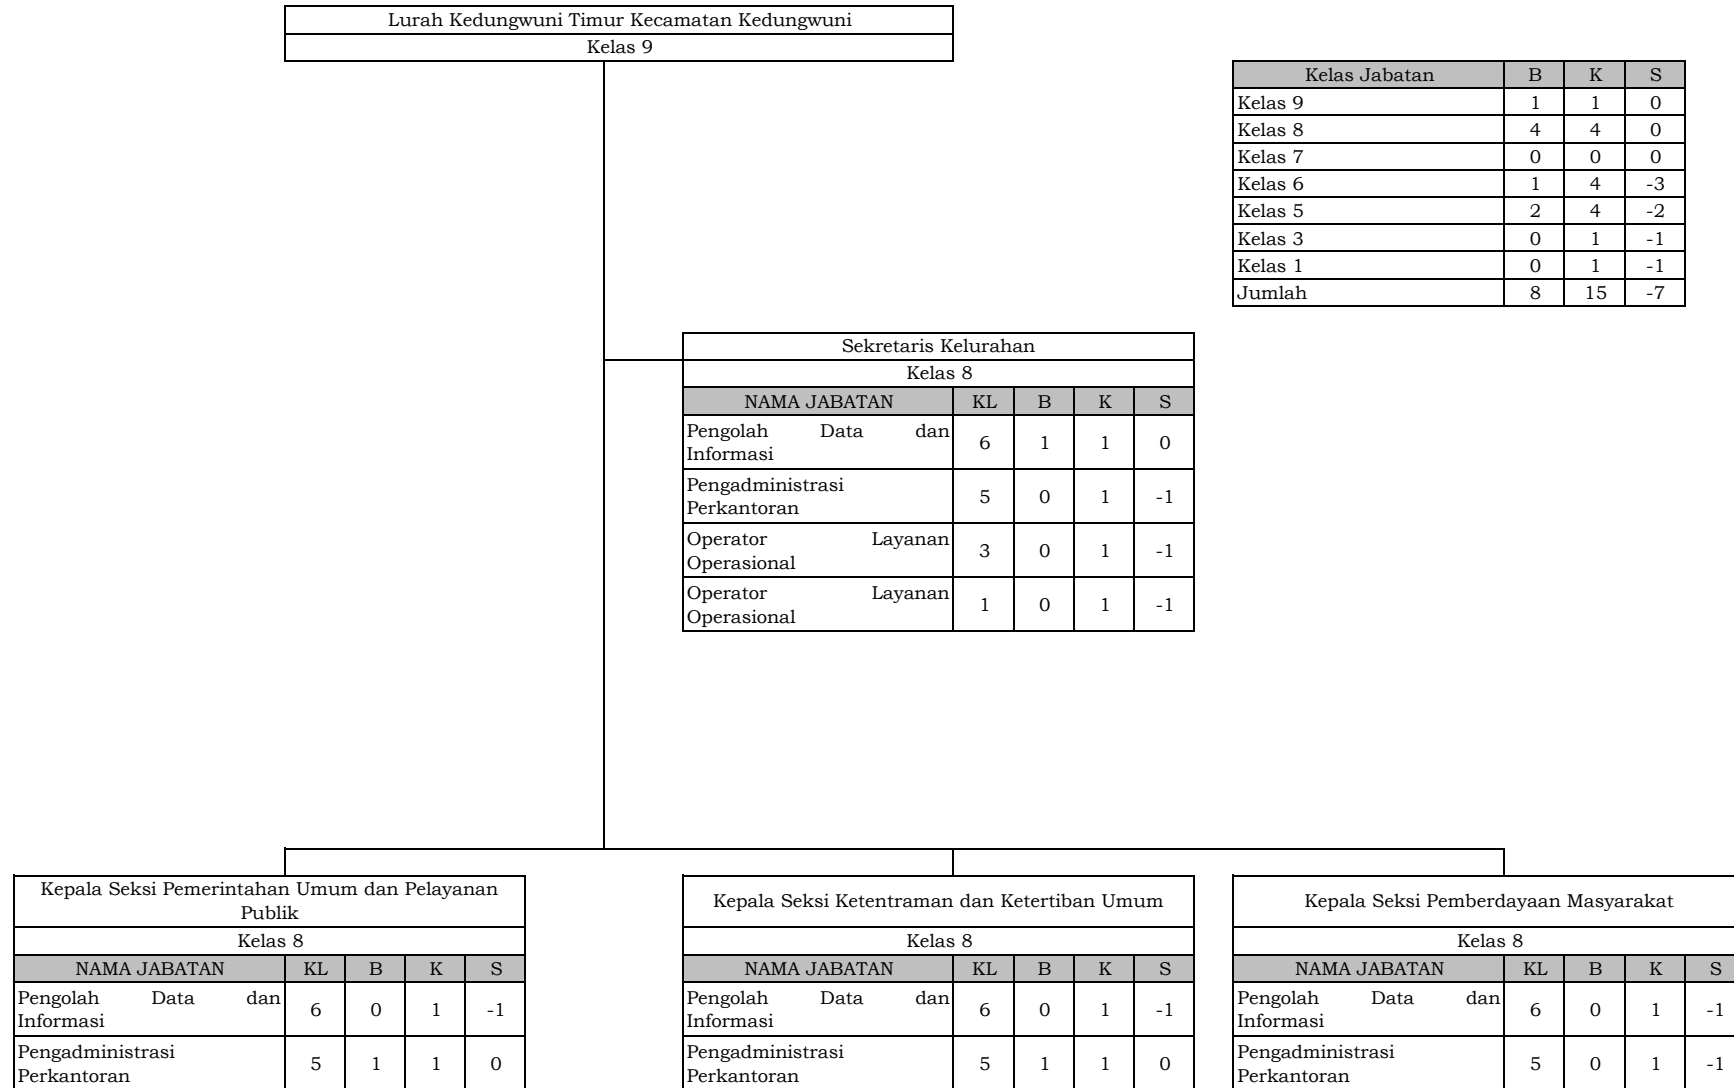 Lurah Kedungwuni Timur Kecamatan Kedungwuni
Kelas 9
Kelas Jabatan B K S
Kelas 9 1 1 0
Kelas 8 4 4 0
Kelas 7 0 0 0
Kelas 6 1 4 -3
Kelas 5 2 4 -2
Kelas 3 0 1 -1
Kelas 1 0 1 -1
Jumlah 8 15 -7
Sekretaris Kelurahan
Kelas 8
NAMA JABATAN KL B K S
Pengolah Data dan
Informasi 6 1 1 0
Pengadministrasi
Perkantoran 5 0 1 -1
Operator Layanan
Operasional 3 0 1 -1
Operator Layanan
Operasional 1 0 1 -1
Kepala Seksi Pemerintahan Umum dan Pelayanan
Publik
Kelas 8
NAMA JABATAN KL B K S
Pengolah Data dan
Informasi 6 0 1 -1
Pengadministrasi
Perkantoran 5 1 1 0
Kepala Seksi Ketentraman dan Ketertiban Umum
Kelas 8
NAMA JABATAN KL B K S
Pengolah Data dan
Informasi 6 0 1 -1
Pengadministrasi
Perkantoran 5 1 1 0
Kepala Seksi Pemberdayaan Masyarakat
Kelas 8
NAMA JABATAN KL B K S
Pengolah Data dan
Informasi 6 0 1 -1
Pengadministrasi
Perkantoran 5 0 1 -1